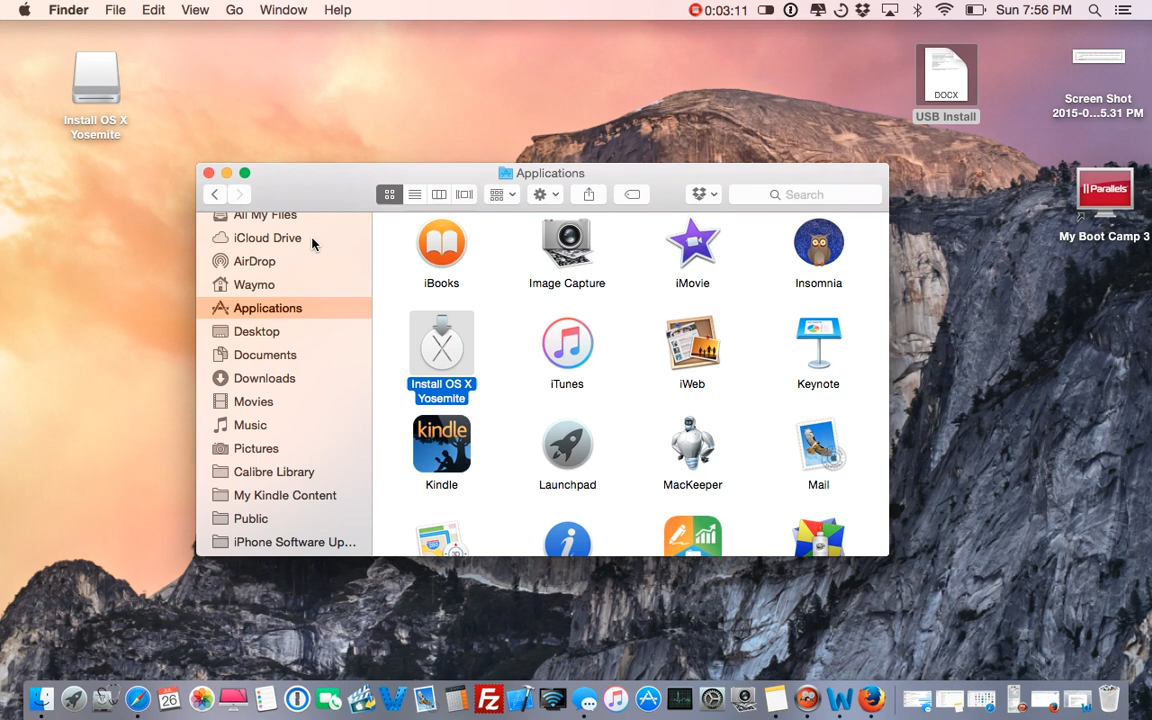 Finder File Edit View Go Window Help
0:03:11 Sun 7:56 PM
Install OS X
Yosemite
DOCX
USB Install
Screen Shot
2015-0...5.31 PM
Parallels
My Boot Camp 3
Applications
Search
All My Files
iCloud Drive
AirDrop
Waymo
Applications
Desktop
Documents
Downloads
Movies
Music
Pictures
Calibre Library
My Kindle Content
Public
iPhone Software Up...
iBooks
Image Capture
iMovie
Insomnia
Install OS X
Yosemite
iTunes
iWeb
Keynote
kindle
Kindle
Launchpad
MacKeeper
Mail
26
FZ